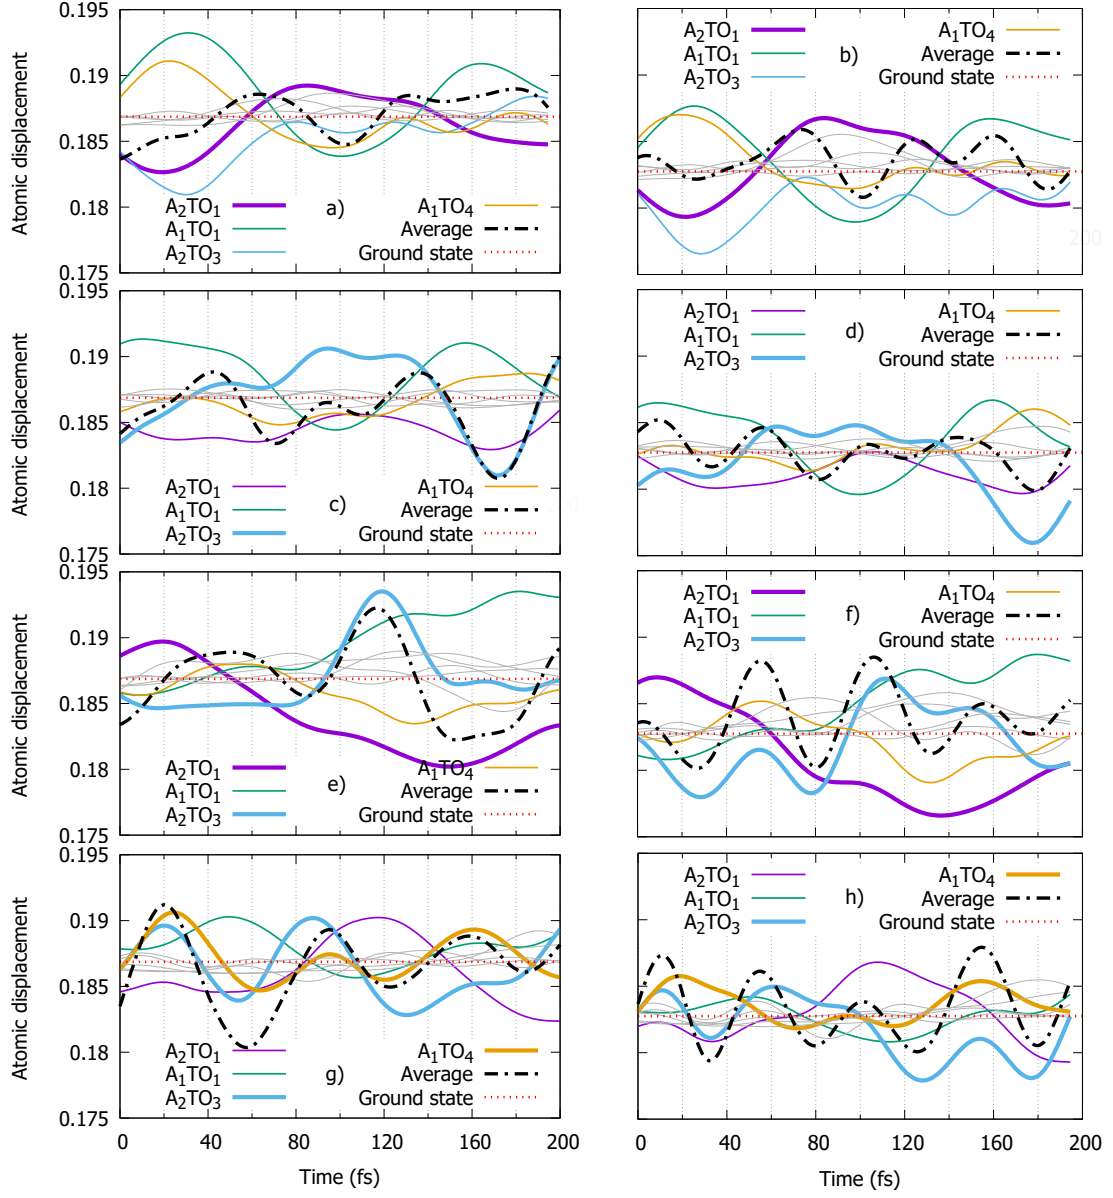 0.195
0.19
0.185
0.18
0.175
Atomic displacement
A2TO1
A1TO1
A2TO3
a)
A1TO4
Average
Ground state
A2TO1
A1TO1
A2TO3
b)
A1TO4
Average
Ground state
200
0.195
0.19
0.185
0.18
0.175
Atomic displacement
A2TO1
A1TO1
A2TO3
c)
A1TO4
Average
Ground state
A2TO1
A1TO1
A2TO3
d)
A1TO4
Average
Ground state
0.195
0.19
0.185
0.18
0.175
Atomic displacement
A2TO1
A1TO1
A2TO3
e)
A1TO4
Average
Ground state
A2TO1
A1TO1
A2TO3
f)
A1TO4
Average
Ground state
0.195
0.19
0.185
0.18
0.175
Atomic displacement
A2TO1
A1TO1
A2TO3
g)
A1TO4
Average
Ground state
0 40 80 120 160 200
Time (fs)
A2TO1
A1TO1
A2TO3
h)
A1TO4
Average
Ground state
0 40 80 120 160 200
Time (fs)